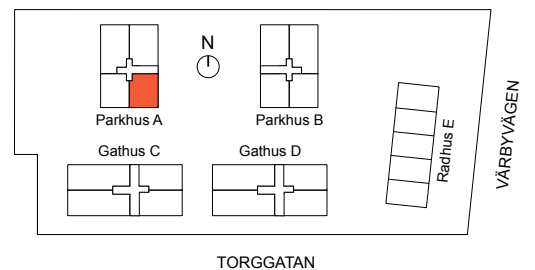 N
Parkhus A
Parkhus B
Gathus C
Gathus D
Radhus E
VÄRBYVÄGEN
TORGGATAN